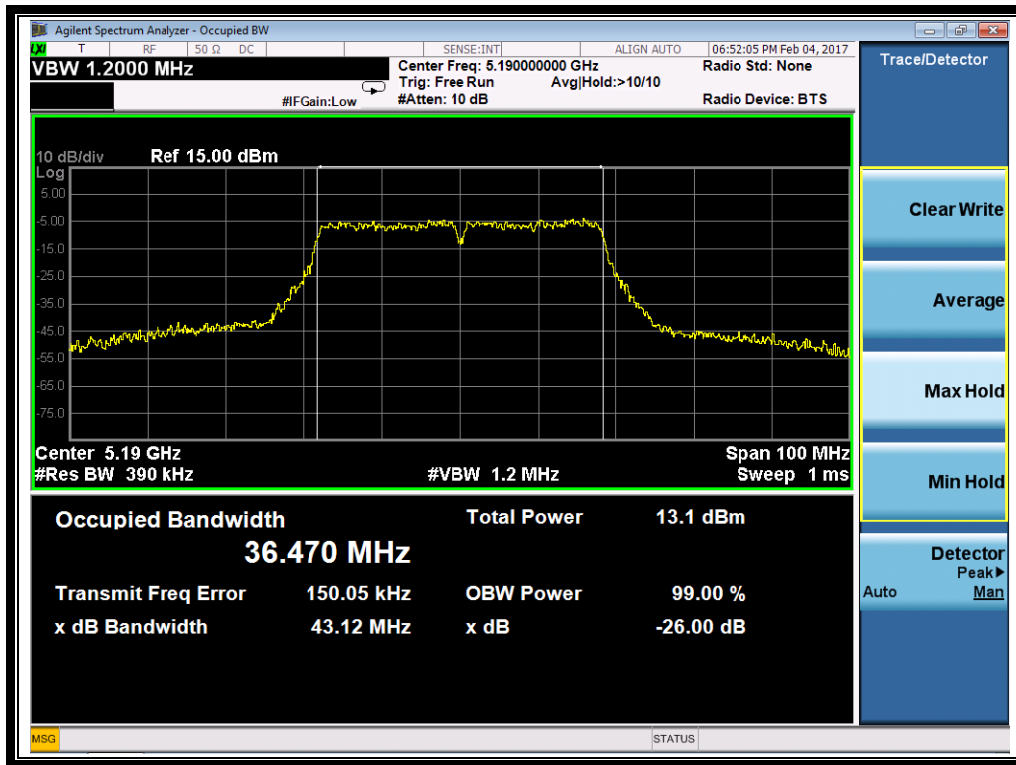 Agilent Spectrum Analyzer - Occupied BW
LXI T RF 50 Ω DC SENSE:INT ALIGN AUTO 06:52:05 PM Feb 04, 2017
VBW 1.2000 MHz
Center Freq: 5.190000000 GHz
Radio Std: None
Trig: Free Run Avg|Hold:>10/10
#IFGain:Low
#Atten: 10 dB
Radio Device: BTS
10 dB/div Ref 15.00 dBm
Log
5.00
-5.00
-15.0
-25.0
-35.0
-45.0
-55.0
-65.0
-75.0
Center 5.19 GHz
Span 100 MHz
#Res BW 390 kHz
#VBW 1.2 MHz
Sweep 1 ms
Occupied Bandwidth
Total Power 13.1 dBm
36.470 MHz
Transmit Freq Error 150.05 kHz
OBW Power 99.00 %
x dB Bandwidth 43.12 MHz
x dB -26.00 dB
MSG
STATUS
Trace/Detector
Clear Write
Average
Max Hold
Min Hold
Detector
Peak▶
Auto Man